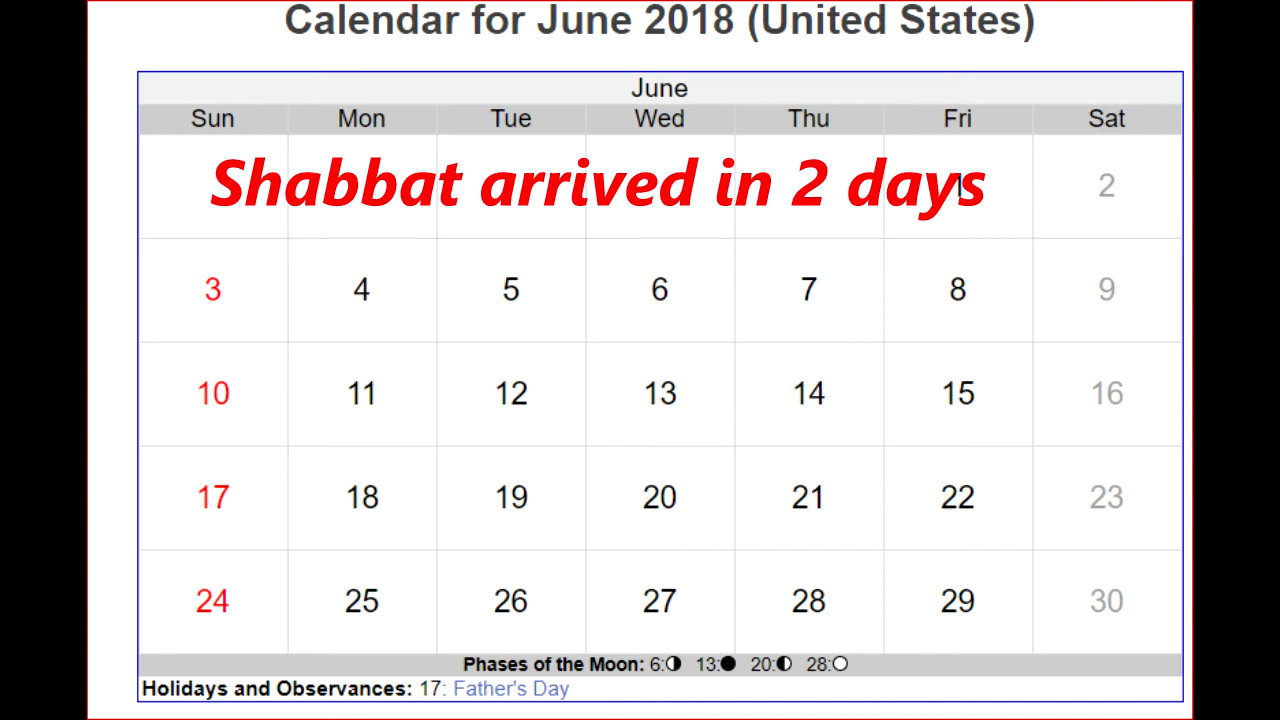 Calendar for June 2018 (United States)
June
Sun Mon Tue Wed Thu Fri Sat
Shabbat arrived in 2 days
1 2
3 4 5 6 7 8 9
10 11 12 13 14 15 16
17 18 19 20 21 22 23
24 25 26 27 28 29 30
Phases of the Moon: 6: 13: 20: 28:
Holidays and Observances: 17: Father's Day